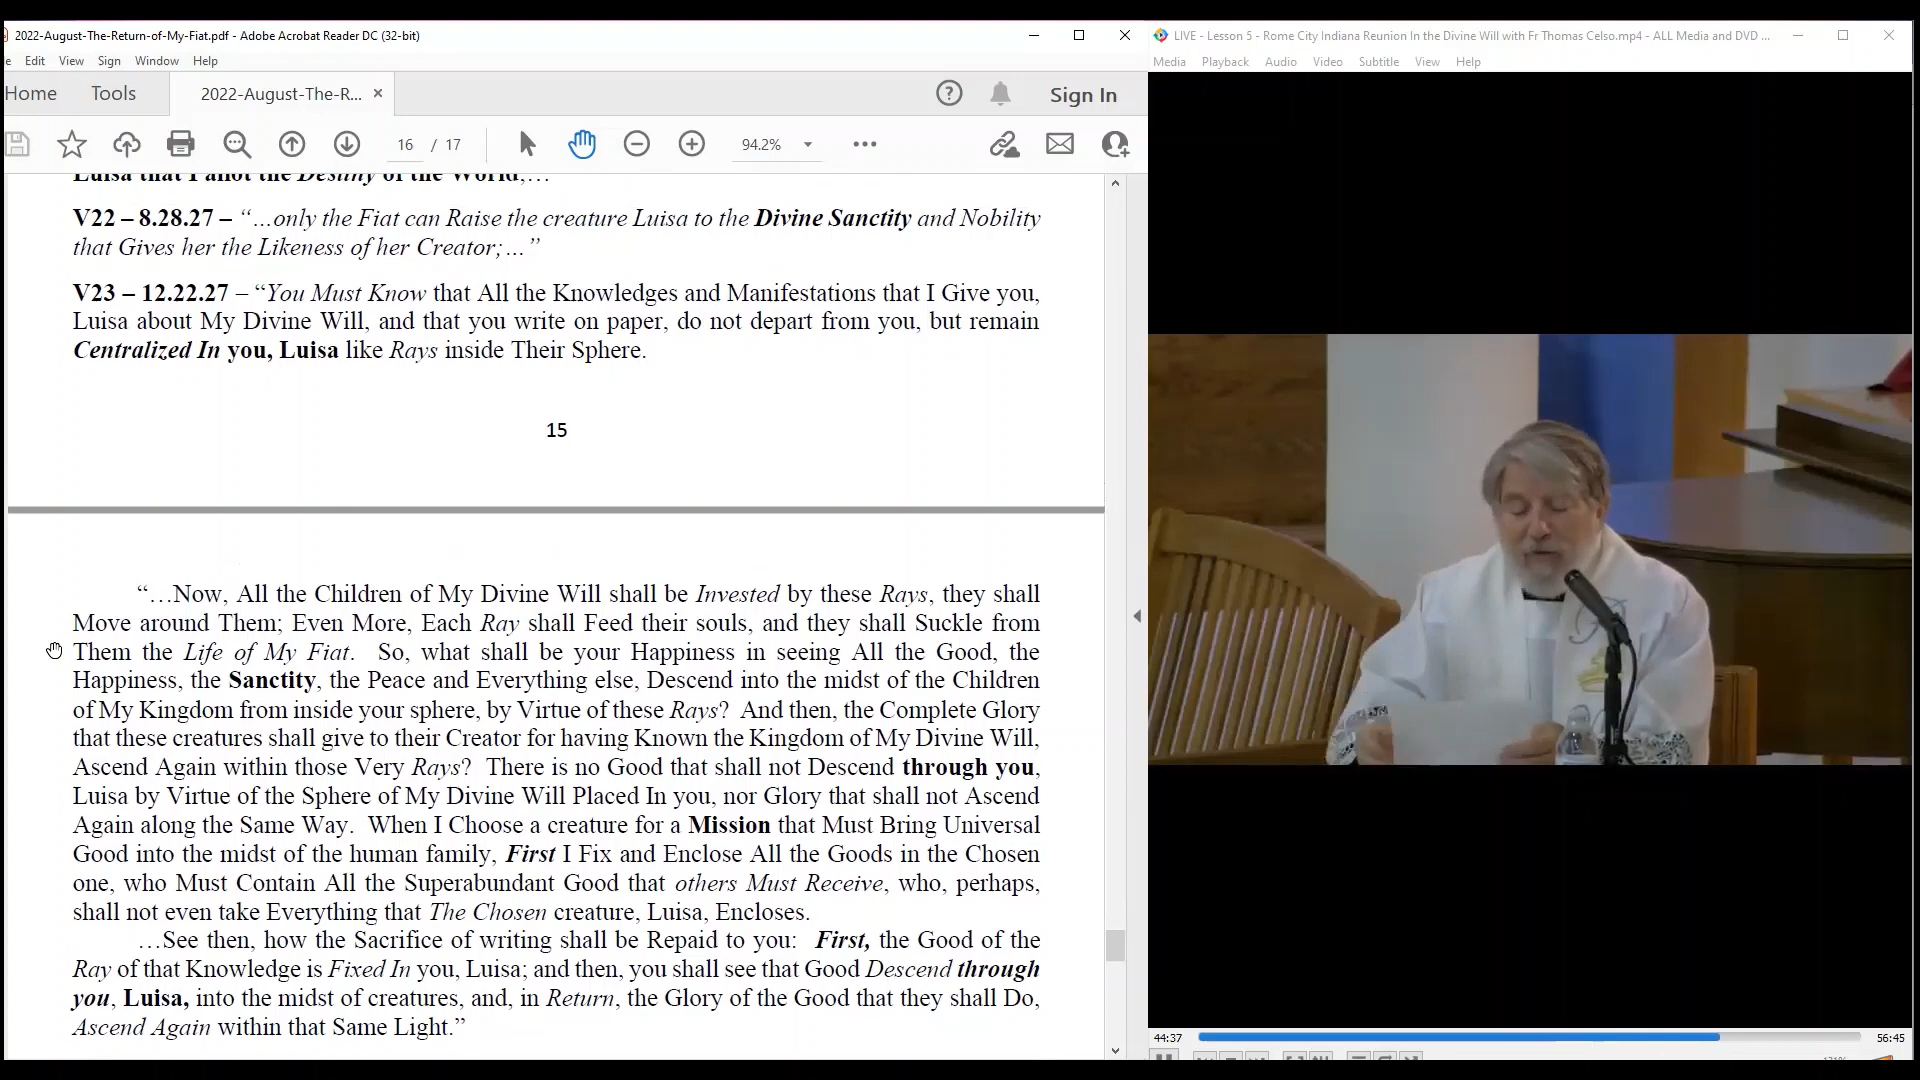 2022-August-The-Return-of-My-Fiat.pdf - Adobe Acrobat Reader DC (32-bit)
Edit View Sign Window Help
Home Tools 2022-August-The-R... × Sign In
16 / 17 94.2%
Luisa that I allot the Destiny of the World,…
V22 – 8.28.27 – “…only the Fiat can Raise the creature Luisa to the Divine Sanctity and Nobility
that Gives her the Likeness of her Creator;…”
V23 – 12.22.27 – “You Must Know that All the Knowledges and Manifestations that I Give you,
Luisa about My Divine Will, and that you write on paper, do not depart from you, but remain
Centralized In you, Luisa like Rays inside Their Sphere.
15
“…Now, All the Children of My Divine Will shall be Invested by these Rays, they shall
Move around Them; Even More, Each Ray shall Feed their souls, and they shall Suckle from
Them the Life of My Fiat. So, what shall be your Happiness in seeing All the Good, the
Happiness, the Sanctity, the Peace and Everything else, Descend into the midst of the Children
of My Kingdom from inside your sphere, by Virtue of these Rays? And then, the Complete Glory
that these creatures shall give to their Creator for having Known the Kingdom of My Divine Will,
Ascend Again within those Very Rays? There is no Good that shall not Descend through you,
Luisa by Virtue of the Sphere of My Divine Will Placed In you, nor Glory that shall not Ascend
Again along the Same Way. When I Choose a creature for a Mission that Must Bring Universal
Good into the midst of the human family, First I Fix and Enclose All the Goods in the Chosen
one, who Must Contain All the Superabundant Good that others Must Receive, who, perhaps,
shall not even take Everything that The Chosen creature, Luisa, Encloses.
…See then, how the Sacrifice of writing shall be Repaid to you: First, the Good of the
Ray of that Knowledge is Fixed In you, Luisa; and then, you shall see that Good Descend through
you, Luisa, into the midst of creatures, and, in Return, the Glory of the Good that they shall Do,
Ascend Again within that Same Light.”
LIVE - Lesson 5 - Rome City Indiana Reunion In the Divine Will with Fr Thomas Celso.mp4 - ALL Media and DVD ...
Media Playback Audio Video Subtitle View Help
44:37 56:45